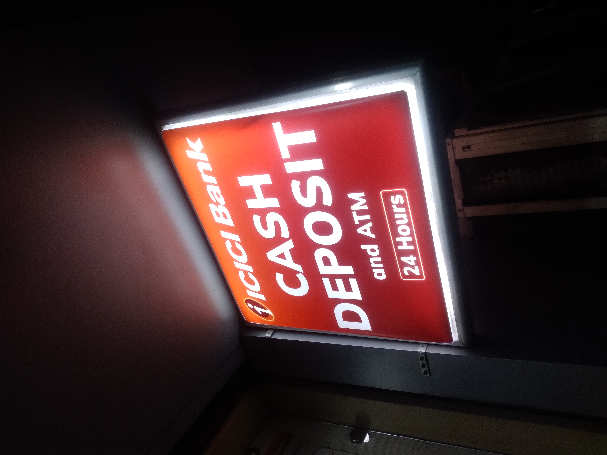 ICICI Bank
CASH
DEPOSIT
and ATM
24 Hours